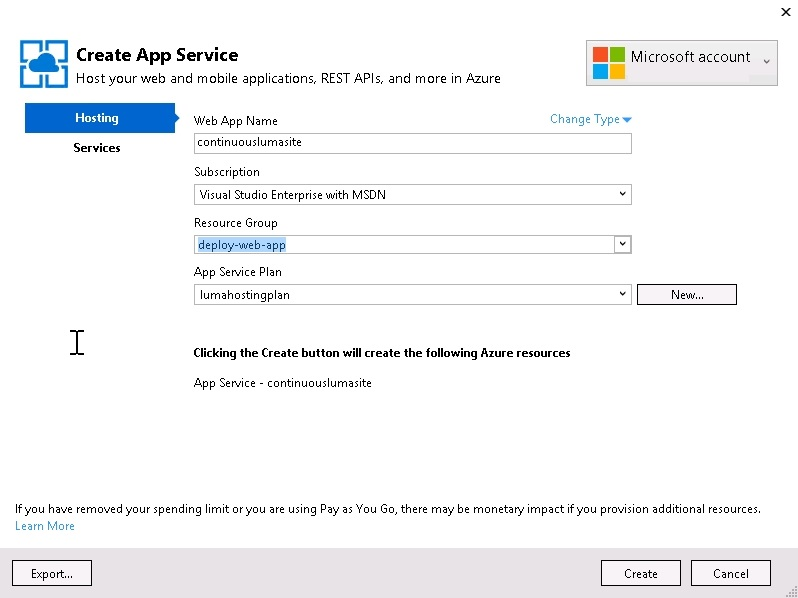 Create App Service
Host your web and mobile applications, REST APIs, and more in Azure
Microsoft account
Hosting
Services
Web App Name
Change Type
continuouslumasite
Subscription
Visual Studio Enterprise with MSDN
Resource Group
deploy-web-app
App Service Plan
lumahostingplan
New...
Clicking the Create button will create the following Azure resources
App Service - continuouslumasite
If you have removed your spending limit or you are using Pay as You Go, there may be monetary impact if you provision additional resources.
Learn More
Export...
Create
Cancel